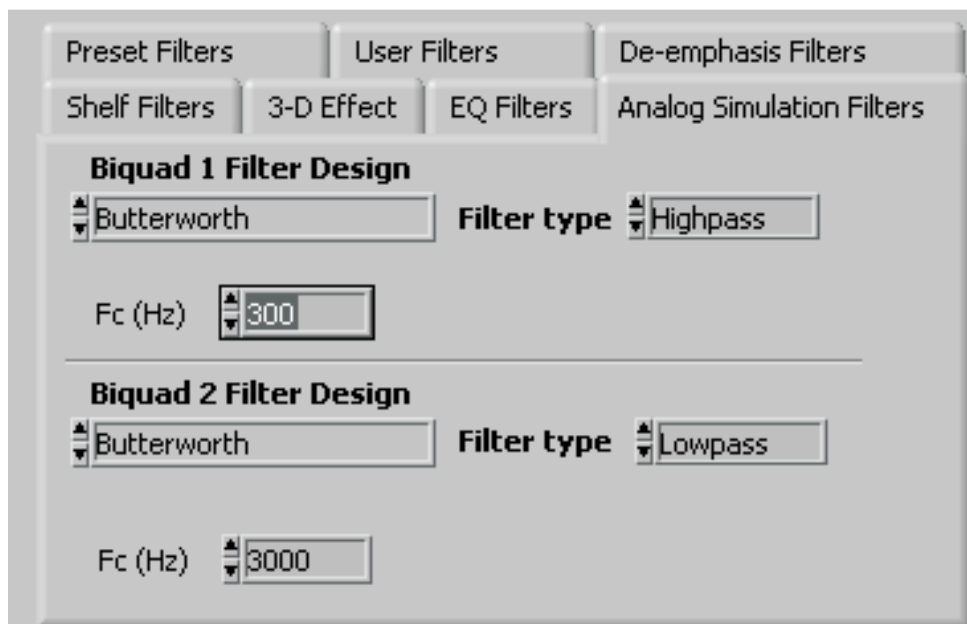 Preset Filters User Filters De-emphasis Filters
Shelf Filters 3-D Effect EQ Filters Analog Simulation Filters
Biquad 1 Filter Design
Butterworth Filter type Highpass
Fc (Hz) 300
Biquad 2 Filter Design
Butterworth Filter type Lowpass
Fc (Hz) 3000